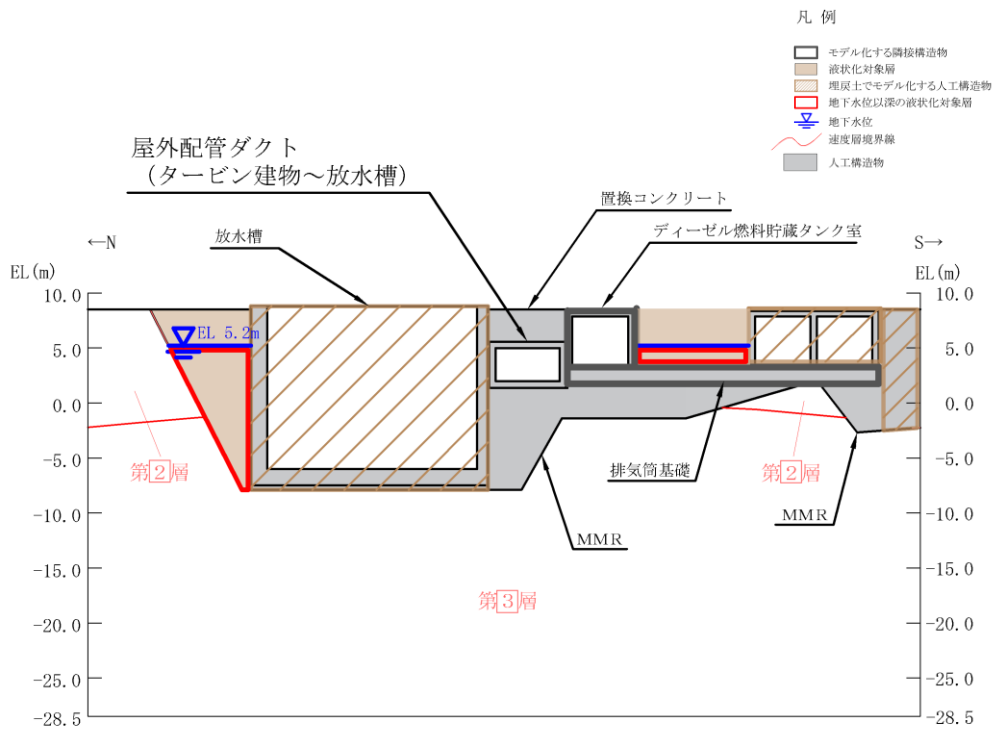 凡 例
モデル化する隣接構造物
液状化対象層
埋戻土でモデル化する人工構造物
地下水位以深の液状化対象層
地下水位
速度層境界線
人工構造物
屋外配管ダクト
（タービン建物～放水槽）
置換コンクリート
放水槽
ディーゼル燃料貯蔵タンク室
←N
S→
EL(m)
EL(m)
10.0
10.0
EL 5.2m
5.0
5.0
0.0
0.0
第2層
排気筒基礎
第2層
-5.0
-5.0
-10.0
-10.0
MMR
MMR
-15.0
-15.0
第3層
-20.0
-20.0
-25.0
-25.0
-28.5
-28.5